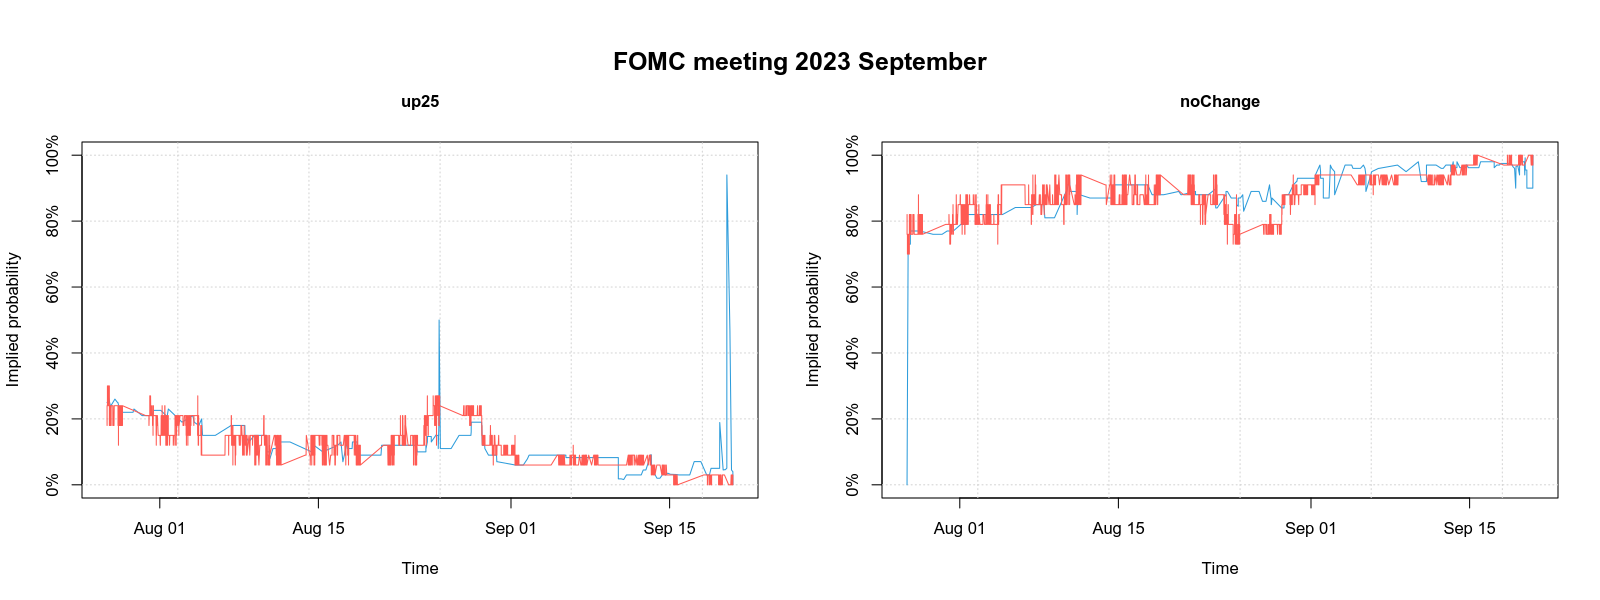 FOMC meeting 2023 September
up25
Implied probability
100%
80%
60%
40%
20%
0%
Aug 01 Aug 15 Sep 01 Sep 15
Time
noChange
Implied probability
100%
80%
60%
40%
20%
0%
Aug 01 Aug 15 Sep 01 Sep 15
Time